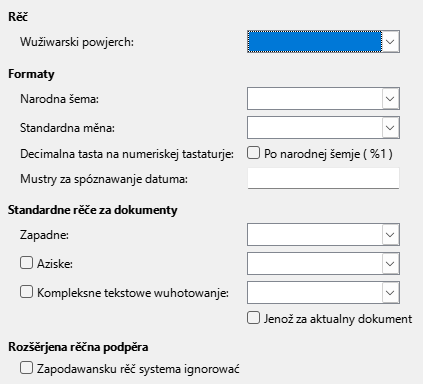 Rěč
Wužiwarski powjerch:
Formaty
Narodna šema:
Standardna měna:
Decimalna tasta na numeriskej tastaturje:
Po narodnej šemje ( %1 )
Mustry za spóznawanje datuma:
Standardne rěče za dokumenty
Zapadne:
Aziske:
Kompleksne tekstowe wuhotowanje:
Jenož za aktualny dokument
Rozšěrjena rěčna podpěra
Zapodawansku rěč systema ignorować